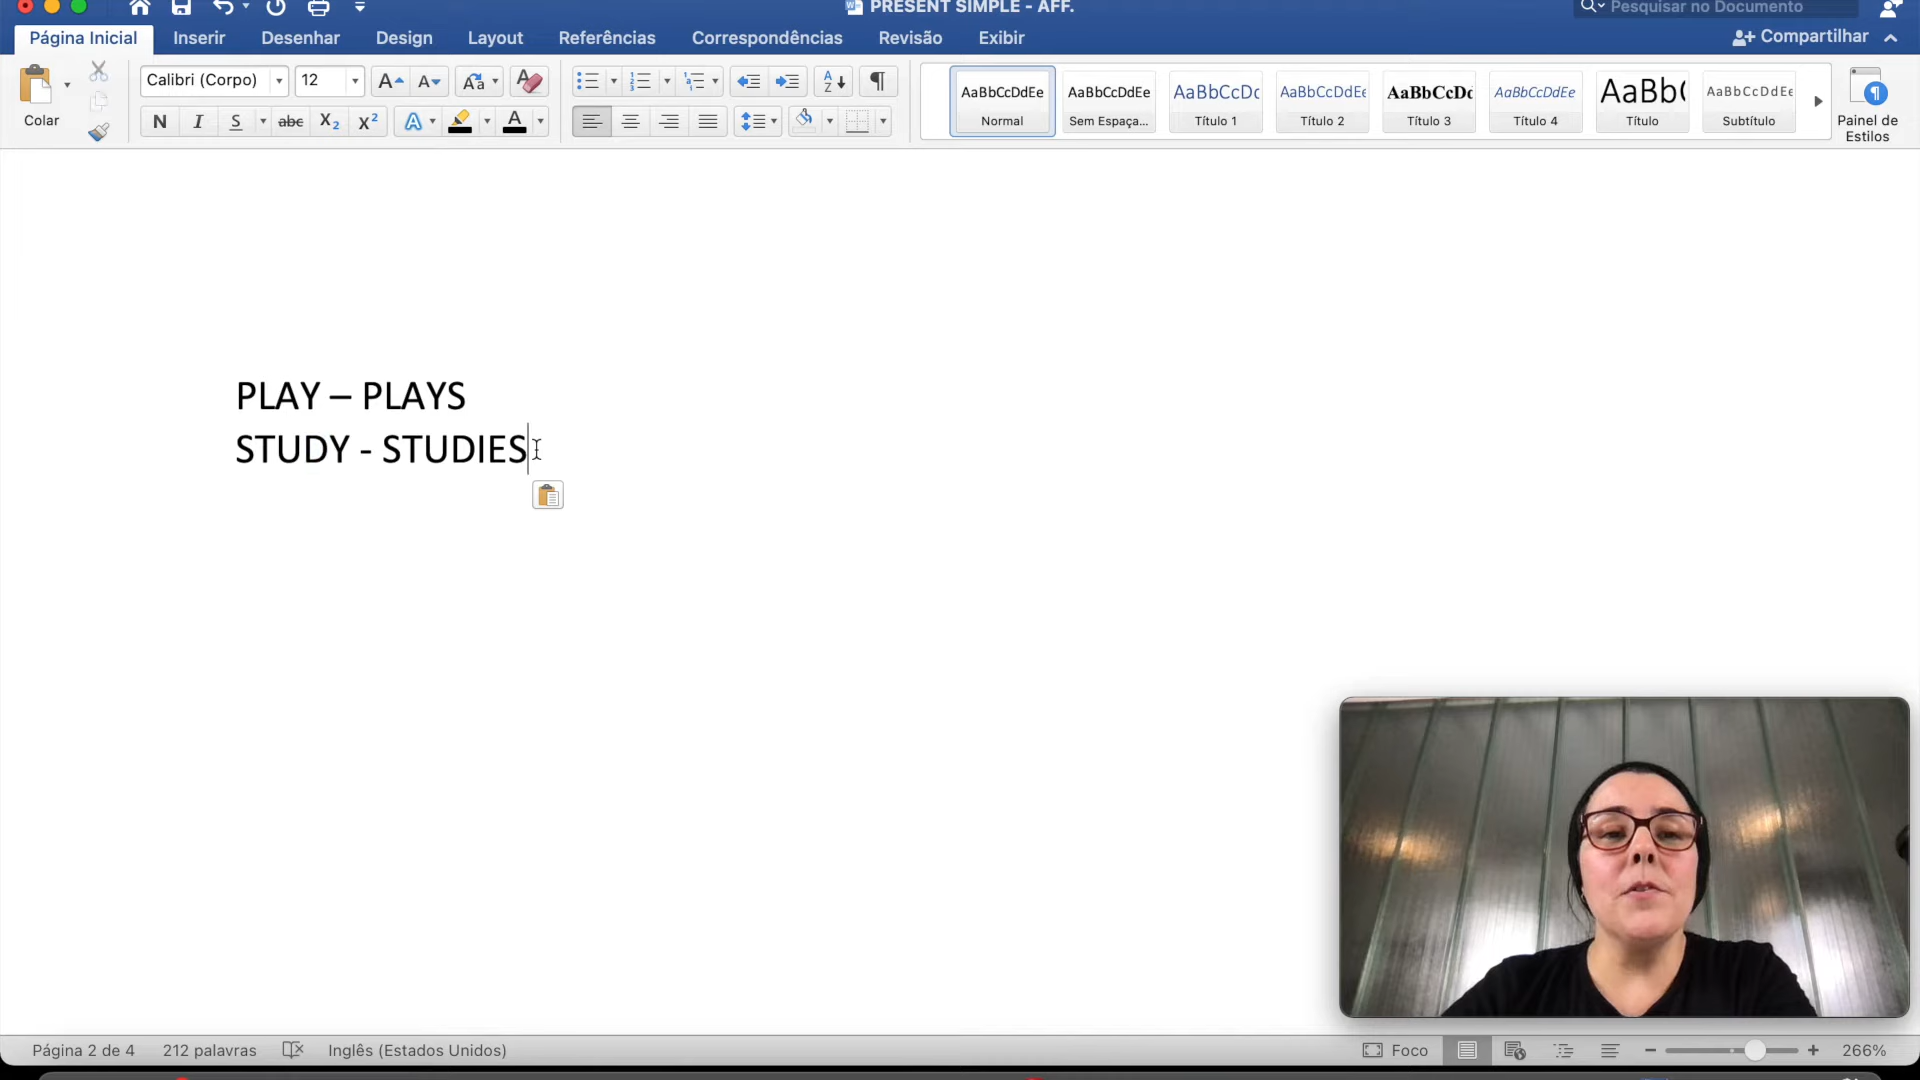 PRESENT SIMPLE - AFF.
Pesquisar no Documento
Página Inicial
Inserir
Desenhar
Design
Layout
Referências
Correspondências
Revisão
Exibir
Compartilhar
Colar
Calibri (Corpo)
12
AaBbCcDdEe
Normal
AaBbCcDdEe
Sem Espaça...
AaBbCcDc
Título 1
AaBbCcDdEe
Título 2
AaBbCcDc
Título 3
AaBbCcDdEe
Título 4
AaBb(
Título
AaBbCcDdEe
Subtítulo
Painel de
Estilos
PLAY – PLAYS
STUDY - STUDIES
Página 2 de 4
212 palavras
Inglês (Estados Unidos)
Foco
266%